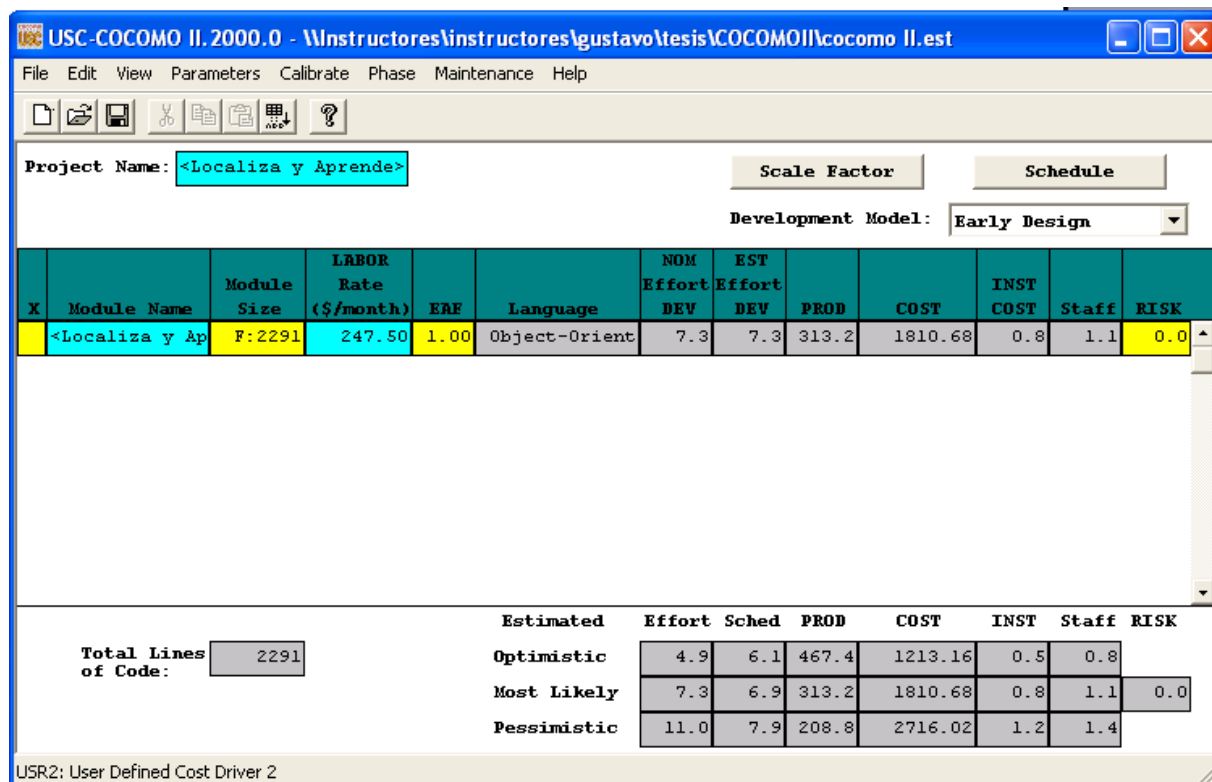 USC-COCOMO II.2000.0 - \\Instructores\instructores\gustavo\tesis\COCOMOII\cocomo II.est
File Edit View Parameters Calibrate Phase Maintenance Help
Project Name: <Localiza y Aprende>
Scale Factor
Schedule
Development Model: Early Design
X Module Name Module Size LABOR Rate ($/month) EAF Language NOM Effort DEV EST Effort DEV PROD COST INST COST Staff RISK
<Localiza y Ap F:2291 247.50 1.00 Object-Orient 7.3 7.3 313.2 1810.68 0.8 1.1 0.0
Estimated Effort Sched PROD COST INST Staff RISK
Total Lines of Code: 2291
Optimistic 4.9 6.1 467.4 1213.16 0.5 0.8
Most Likely 7.3 6.9 313.2 1810.68 0.8 1.1 0.0
Pessimistic 11.0 7.9 208.8 2716.02 1.2 1.4
USR2: User Defined Cost Driver 2